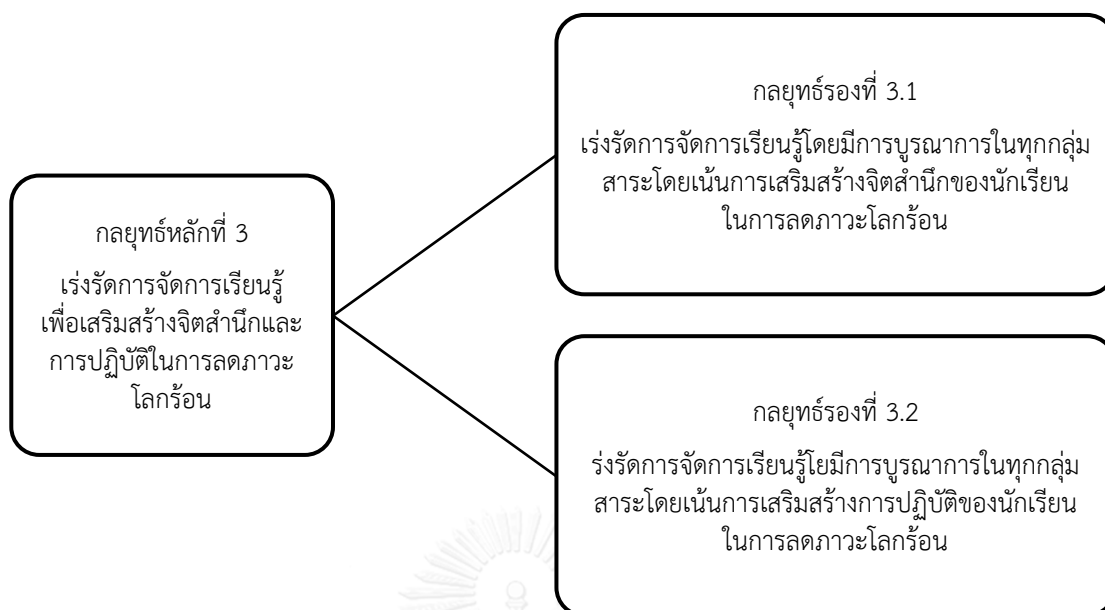 กลยุทธ์หลักที่ 3
เร่งรัดการจัดการเรียนรู้
เพื่อเสริมสร้างจิตสำนึกและ
การปฏิบัติในการลดภาวะ
โลกร้อน
กลยุทธ์รองที่ 3.1
เร่งรัดการจัดการเรียนรู้โดยมีการบูรณาการในทุกกลุ่ม
สาระโดยเน้นการเสริมสร้างจิตสำนึกของนักเรียน
ในการลดภาวะโลกร้อน
กลยุทธ์รองที่ 3.2
ร่งรัดการจัดการเรียนรู้โยมีการบูรณาการในทุกกลุ่ม
สาระโดยเน้นการเสริมสร้างการปฏิบัติของนักเรียน
ในการลดภาวะโลกร้อน